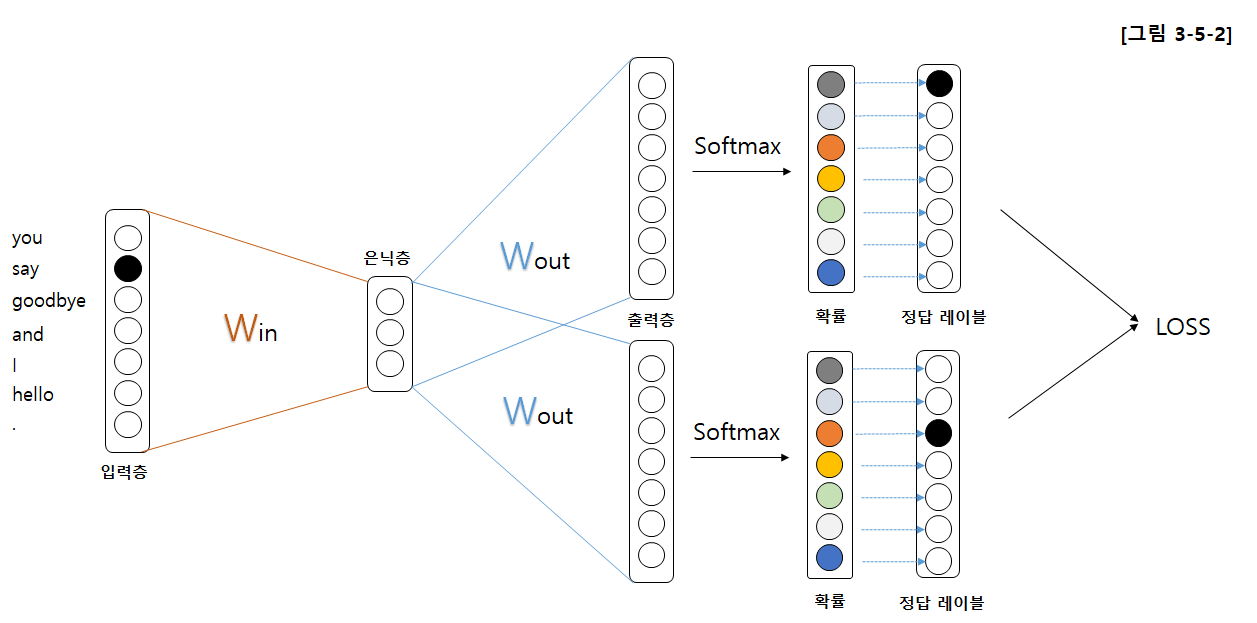 [그림 3-5-2]
you
say
goodbye
and
I
hello
.
입력층
Win
은닉층
Wout
Wout
출력층
Softmax
확률
정답 레이블
Softmax
확률
정답 레이블
LOSS